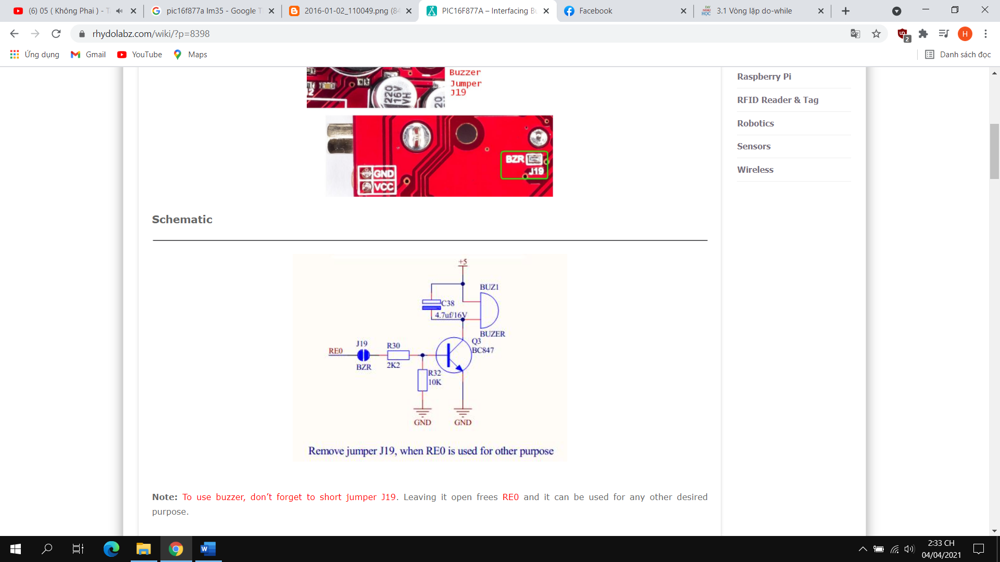 (6) 05 ( Không Phai ) - T
pic16f877a lm35 - Google T
2016-01-02_110049.png (84
PIC16F877A – Interfacing Bu
Facebook
3.1 Vòng lặp do-while
rhydolabz.com/wiki/?p=8398
2
H
Ứng dụng
Gmail
YouTube
Maps
Danh sách đọc
Buzzer
Jumper
J19
220
16V
VH
GND
VCC
BZR
J19
Raspberry Pi
RFID Reader & Tag
Robotics
Sensors
Wireless
Schematic
+5
BUZ1
C38
4.7uf/16V
BUZER
Q3
BC847
RE0
J19
BZR
R30
2K2
R32
10K
GND
GND
Remove jumper J19, when RE0 is used for other purpose
Note: To use buzzer, don’t forget to short jumper J19. Leaving it open frees RE0 and it can be used for any other desired
purpose.
2:33 CH
04/04/2021